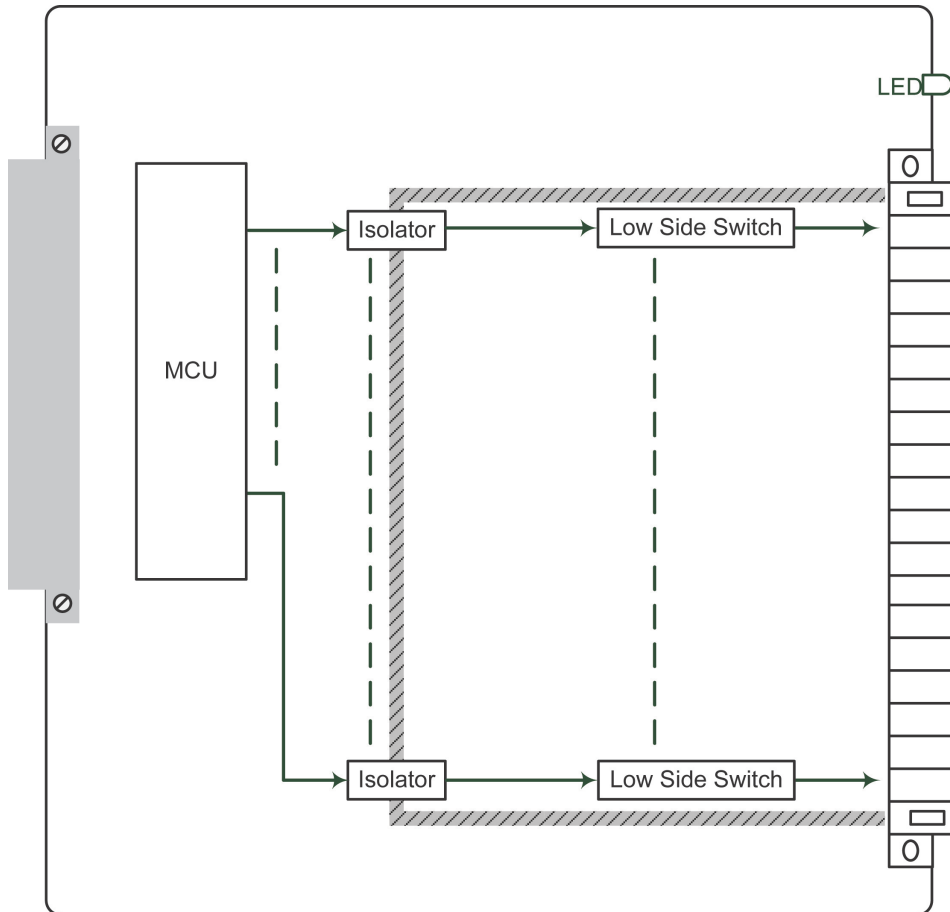 LED
Isolator
Low Side Switch
MCU
Isolator
Low Side Switch